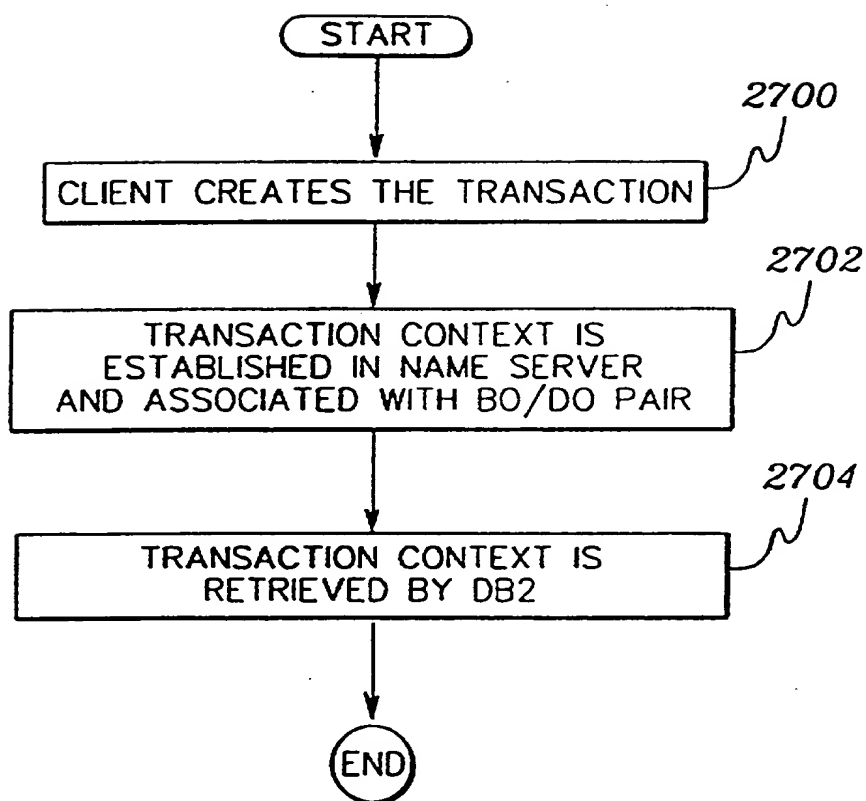 START
2700
CLIENT CREATES THE TRANSACTION
2702
TRANSACTION CONTEXT IS
ESTABLISHED IN NAME SERVER
AND ASSOCIATED WITH BO/DO PAIR
2704
TRANSACTION CONTEXT IS
RETRIEVED BY DB2
END